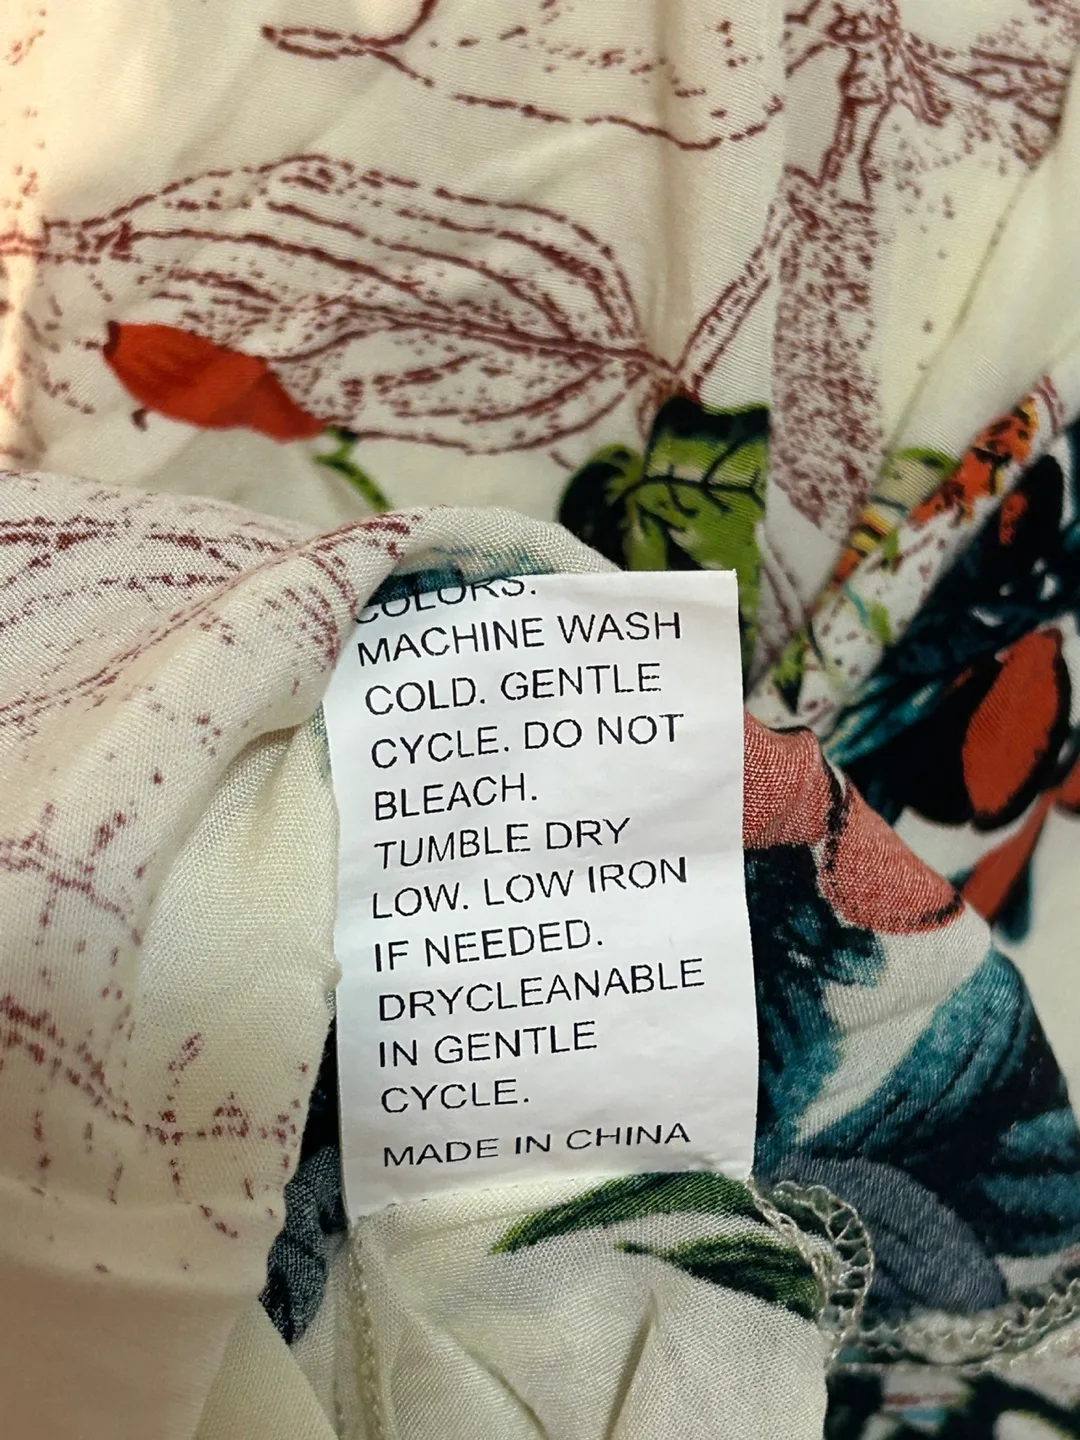 COLORS.
MACHINE WASH
COLD. GENTLE
CYCLE. DO NOT
BLEACH.
TUMBLE DRY
LOW. LOW IRON
IF NEEDED.
DRYCLEANABLE
IN GENTLE
CYCLE.
MADE IN CHINA